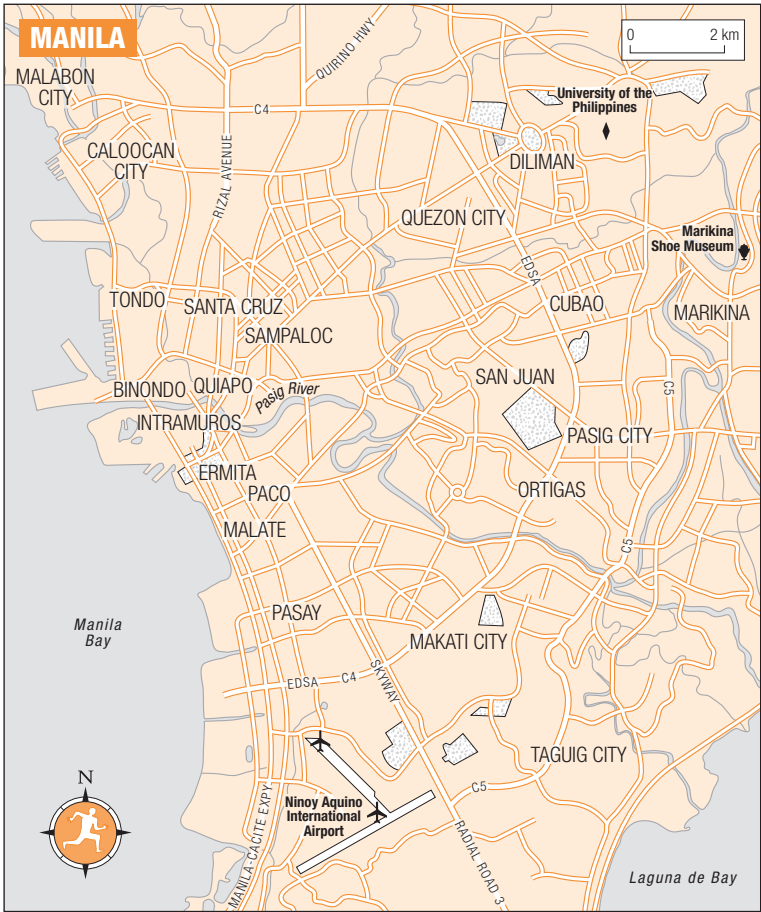 MANILA
0 2 km
QUIRINO HWY
MALABON
CITY
C4
University of the
Philippines
CALOOCAN
CITY
RIZAL AVENUE
DILIMAN
QUEZON CITY
Marikina
Shoe Museum
EDSA
TONDO
SANTA CRUZ
CUBAO
MARIKINA
SAMPALOC
SAN JUAN
BINONDO
QUIAPO
Pasig River
C5
INTRAMUROS
PASIG CITY
ERMITA
PACO
ORTIGAS
MALATE
C5
Manila
Bay
PASAY
MAKATI CITY
EDSA
C4
SKYWAY
TAGUIG CITY
N
Ninoy Aquino
International
Airport
C5
MANILA-CACITE EXPY
RADIAL ROAD 3
Laguna de Bay